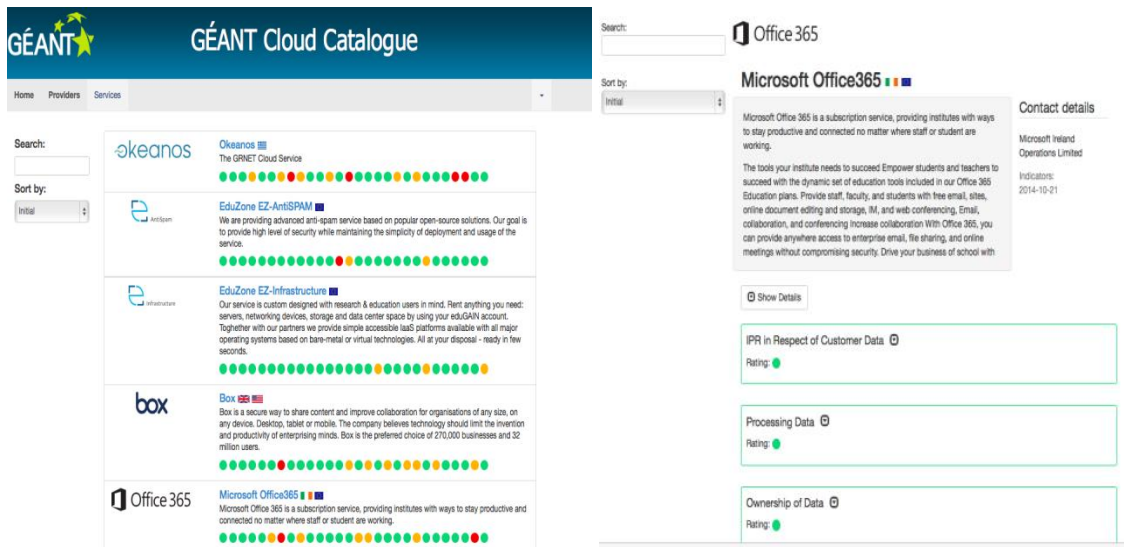 GÉANT
GÉANT Cloud Catalogue
Home Providers Services
Search:
Sort by:
Initial
okeanos
Okeanos
The GRNET Cloud Service
AntiSpam
EduZone EZ-AntiSPAM
We are providing advanced anti-spam service based on popular open-source solutions. Our goal is
to provide high level of security while maintaining the simplicity of deployment and usage of the
service.
infrastructure
EduZone EZ-Infrastructure
Our service is custom designed with research & education users in mind. Rent anything you need:
servers, networking devices, storage and data center space by using your eduGAIN account.
Toghether with our partners we provide simple accessible IaaS platforms available with all major
operating systems based on bare-metal or virtual technologies. All at your disposal - ready in few
seconds.
box
Box
Box is a secure way to share content and improve collaboration for organisations of any size, on
any device. Desktop, tablet or mobile. The company believes technology should limit the invention
and productivity of enterprising minds. Box is the preferred choice of 270,000 businesses and 32
million users.
Office 365
Microsoft Office365
Microsoft Office 365 is a subscription service, providing institutes with ways to stay productive and
connected no matter where staff or student are working.
Search:
Sort by:
Initial
Office 365
Microsoft Office365
Microsoft Office 365 is a subscription service, providing institutes with ways
to stay productive and connected no matter where staff or student are
working.
The tools your institute needs to succeed Empower students and teachers to
succeed with the dynamic set of education tools included in our Office 365
Education plans. Provide staff, faculty, and students with free email, sites,
online document editing and storage, IM, and web conferencing, Email,
collaboration, and conferencing Increase collaboration With Office 365, you
can provide anywhere access to enterprise email, file sharing, and online
meetings without compromising security. Drive your business of school with
Contact details
Microsoft Ireland
Operations Limited
Indicators:
2014-10-21
Show Details
IPR in Respect of Customer Data
Rating:
Processing Data
Rating:
Ownership of Data
Rating: